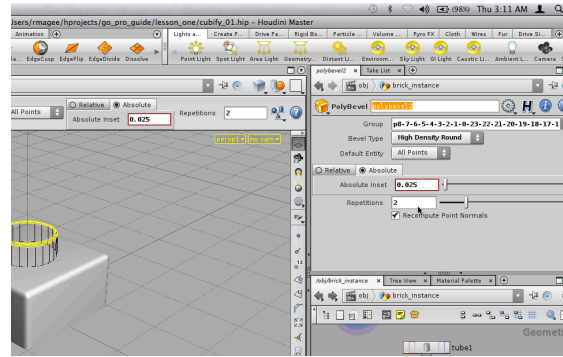 (98%) Thu 3:11 AM
/sers/rmagee/hprojects/go_pro_guide/lesson_one/cubify_01.hip - Houdini Master
Animation
Lights a... Create P... Drive Pa... Rigid Bo... Particle ... Volume ... Pyro FX Cloth Wires Fur Drive Si...
EdgeCusp EdgeFlip EdgeDivide Dissolve
Point Light Spot Light Area Light Geometry... Distant Li... Environm... Sky Light GI Light Caustic Li... Ambient L... Camera
polybevel2 Take List
obj brick_instance
PolyBevel polybevel2
All Points
Relative Absolute
Absolute Inset 0.025
Repetitions 2
Group p8-7-6-5-4-3-2-1-0-23-22-21-20-19-18-17-1
Bevel Type High Density Round
Default Entity All Points
Relative Absolute
Absolute Inset 0.025
Repetitions 2
Recompute Point Normals
persp1 no cam
12
/obj/brick_instance Tree View Material Palette
obj brick_instance
Geomet
tube1